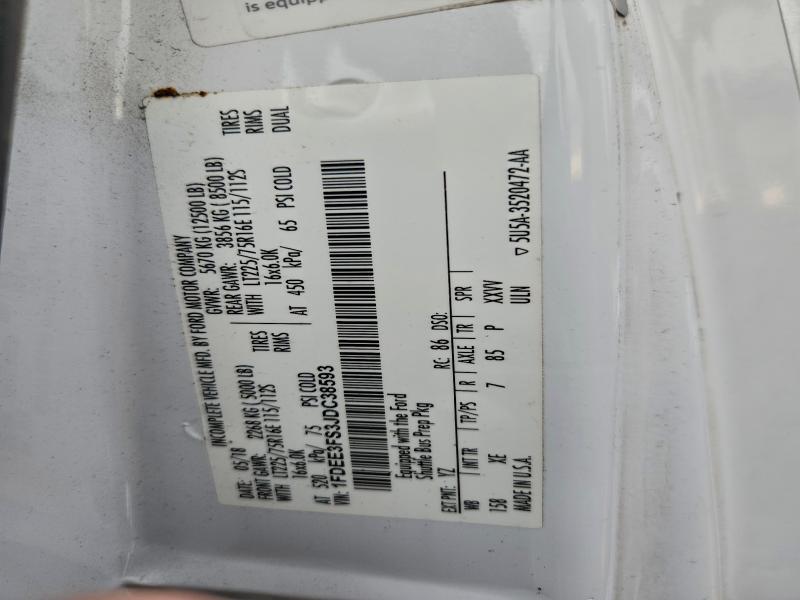 is equipp
INCOMPLETE VEHICLE MFD. BY FORD MOTOR COMPANY
DATE: 05/18 GVWR: 5670 KG (12500 LB)
FRONT GAWR: 2268 KG (5000 LB) REAR GAWR: 3856 KG (8500 LB)
WITH LT225/75R16E 115/112S TIRES WITH LT225/75R16E 115/112S TIRES
16x6.0K RIMS 16x6.0K RIMS
AT 520 kPa/ 75 PSI COLD AT 450 kPa/ 65 PSI COLD DUAL
VIN: 1FDEE3FS3JDC38593
Equipped with the Ford
Shuttle Bus Prep Pkg
EXT PNT: YZ RC: 86 DSO:
WB INTR TP/PS R AXLE TR SPR
158 XE 7 85 P XXVV
MADE IN U.S.A. ULN
▽ 5U5A-3520472-AA